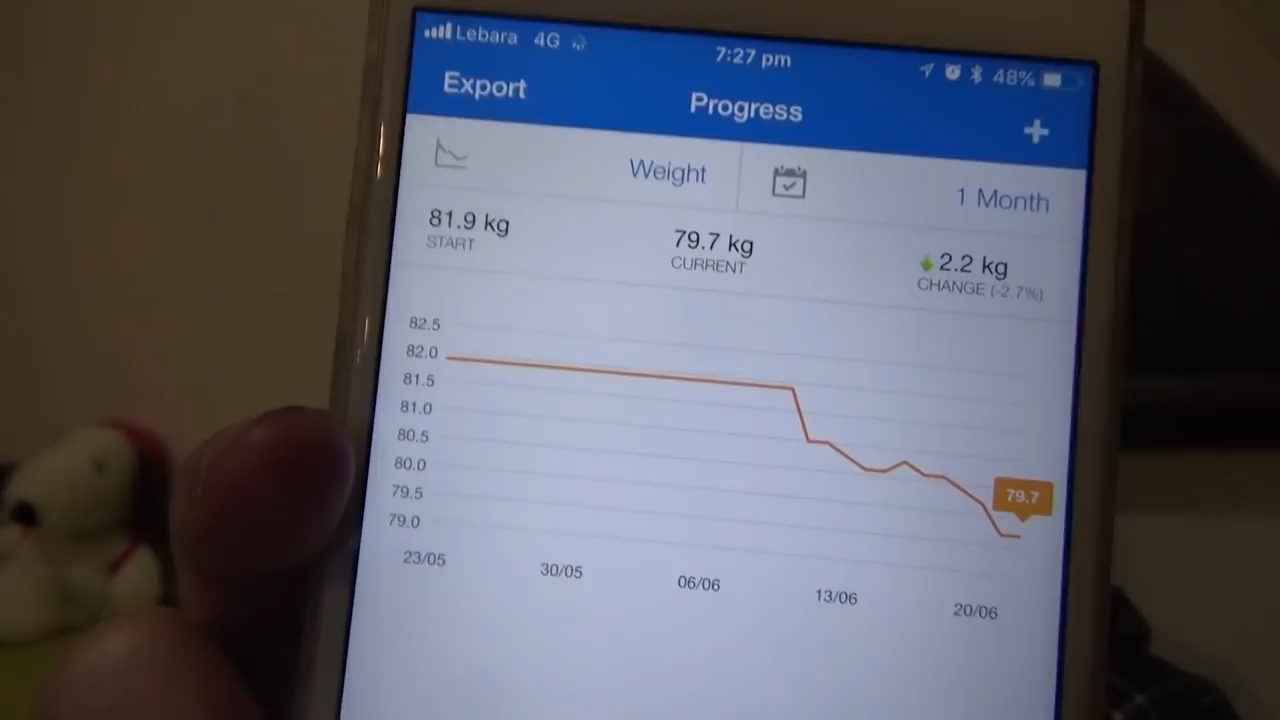 Lebara 4G 7:27 pm 48%
Export Progress +
Weight 1 Month
81.9 kg 79.7 kg 2.2 kg
START CURRENT CHANGE (-2.7%)
82.5
82.0
81.5
81.0
80.5
80.0
79.5
79.0
79.7
23/05 30/05 06/06 13/06 20/06